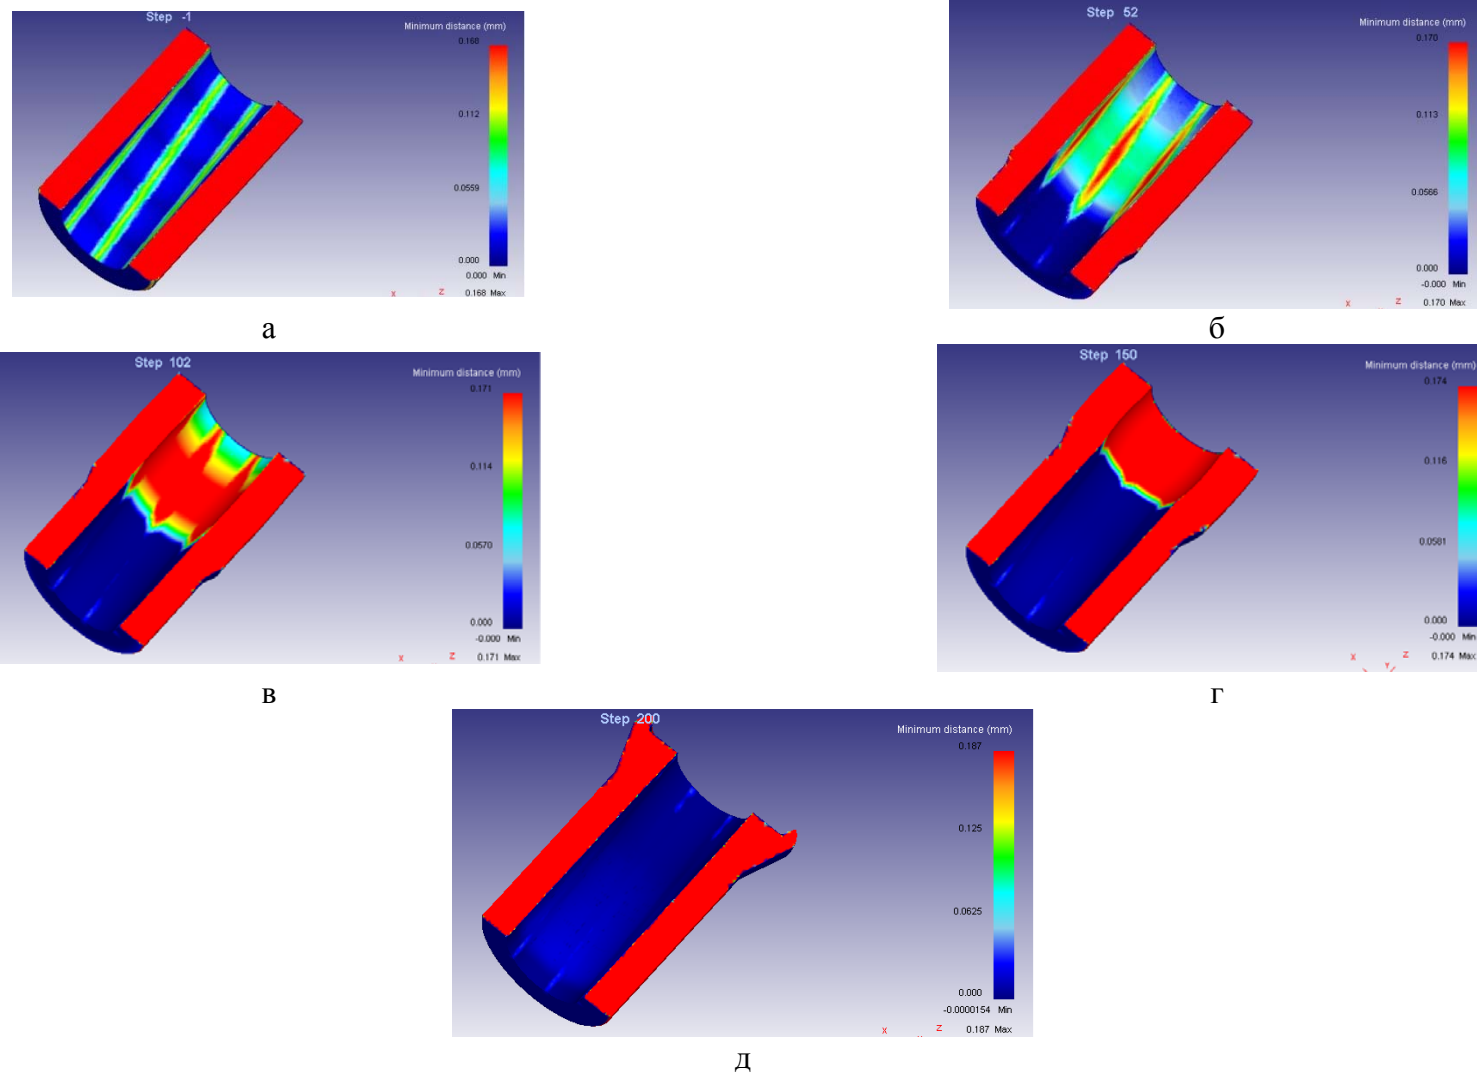 Step -1
Minimum distance (mm)
0.168
0.112
0.0559
0.000
0.000 Min
X Z 0.168 Max
а
Step 52
Minimum distance (mm)
0.170
0.113
0.0566
0.000
-0.000 Min
X Z 0.170 Max
б
Step 102
Minimum distance (mm)
0.171
0.114
0.0570
0.000
-0.000 Min
X Z 0.171 Max
в
Step 150
Minimum distance (mm)
0.174
0.116
0.0581
0.000
-0.000 Min
X Y Z 0.174 Max
г
Step 200
Minimum distance (mm)
0.187
0.125
0.0625
0.000
-0.0000154 Min
X Z 0.187 Max
д